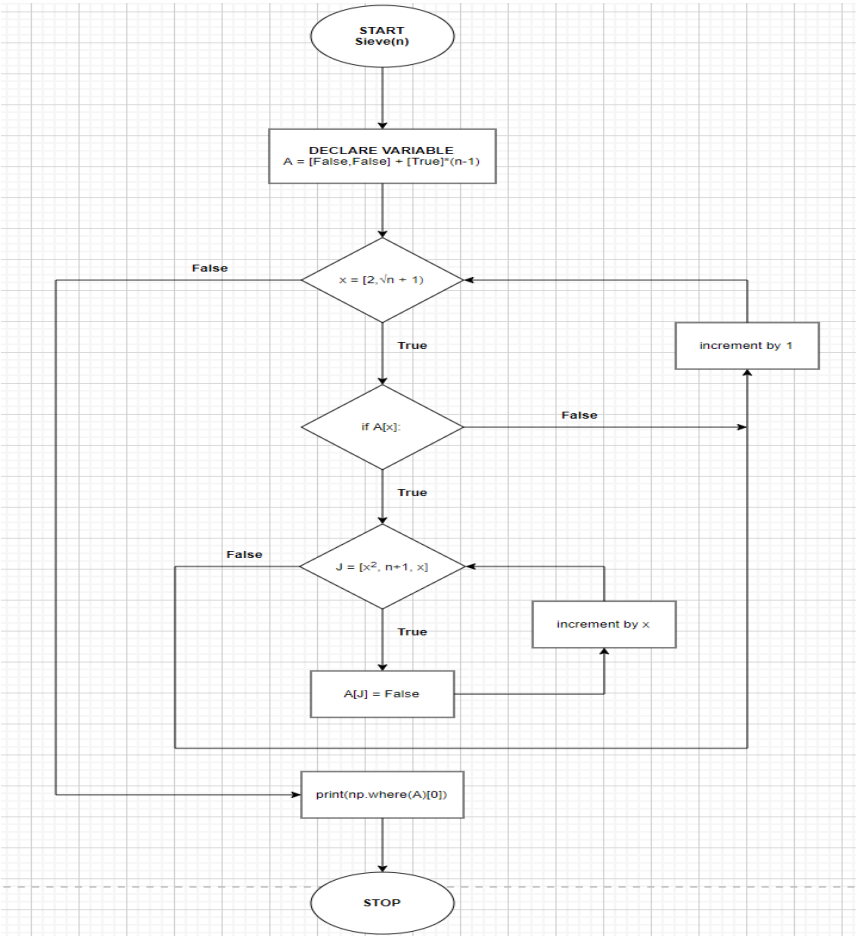 START
Sieve(n)
DECLARE VARIABLE
A = [False,False] + [True]*(n-1)
False
x = [2,√n + 1)
increment by 1
True
if A[x]:
False
True
False
J = [x², n+1, x]
increment by x
True
A[J] = False
print(np.where(A)[0])
STOP